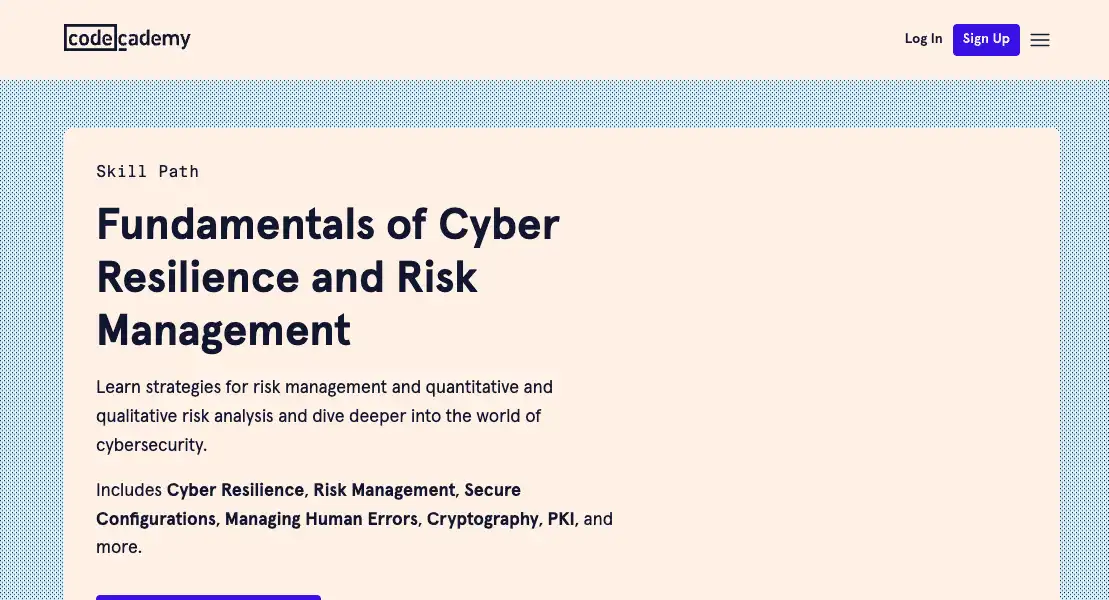 codecademy
Log In
Sign Up
Skill Path
Fundamentals of Cyber
Resilience and Risk
Management
Learn strategies for risk management and quantitative and
qualitative risk analysis and dive deeper into the world of
cybersecurity.
Includes Cyber Resilience, Risk Management, Secure
Configurations, Managing Human Errors, Cryptography, PKI, and
more.